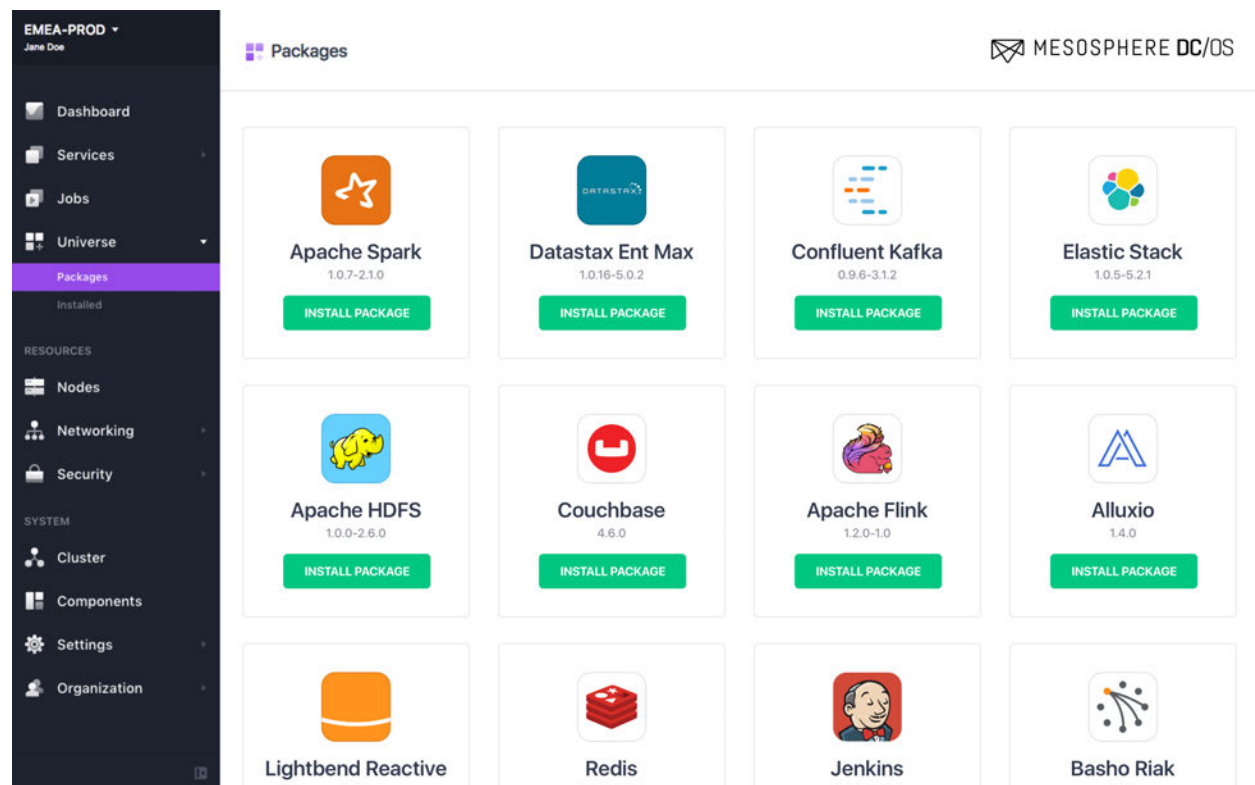 EMEA-PROD
Jane Doe
Packages
MESOSPHERE DC/OS
Dashboard
Services
Jobs
Universe
Packages
Installed
RESOURCES
Nodes
Networking
Security
SYSTEM
Cluster
Components
Settings
Organization
Apache Spark
1.0.7-2.1.0
INSTALL PACKAGE
DATASTAX
Datastax Ent Max
1.0.16-5.0.2
INSTALL PACKAGE
Confluent Kafka
0.9.6-3.1.2
INSTALL PACKAGE
Elastic Stack
1.0.5-5.2.1
INSTALL PACKAGE
Apache HDFS
1.0.0-2.6.0
INSTALL PACKAGE
Couchbase
4.6.0
INSTALL PACKAGE
Apache Flink
1.2.0-1.0
INSTALL PACKAGE
Alluxio
1.4.0
INSTALL PACKAGE
Lightbend Reactive
Redis
Jenkins
Basho Riak